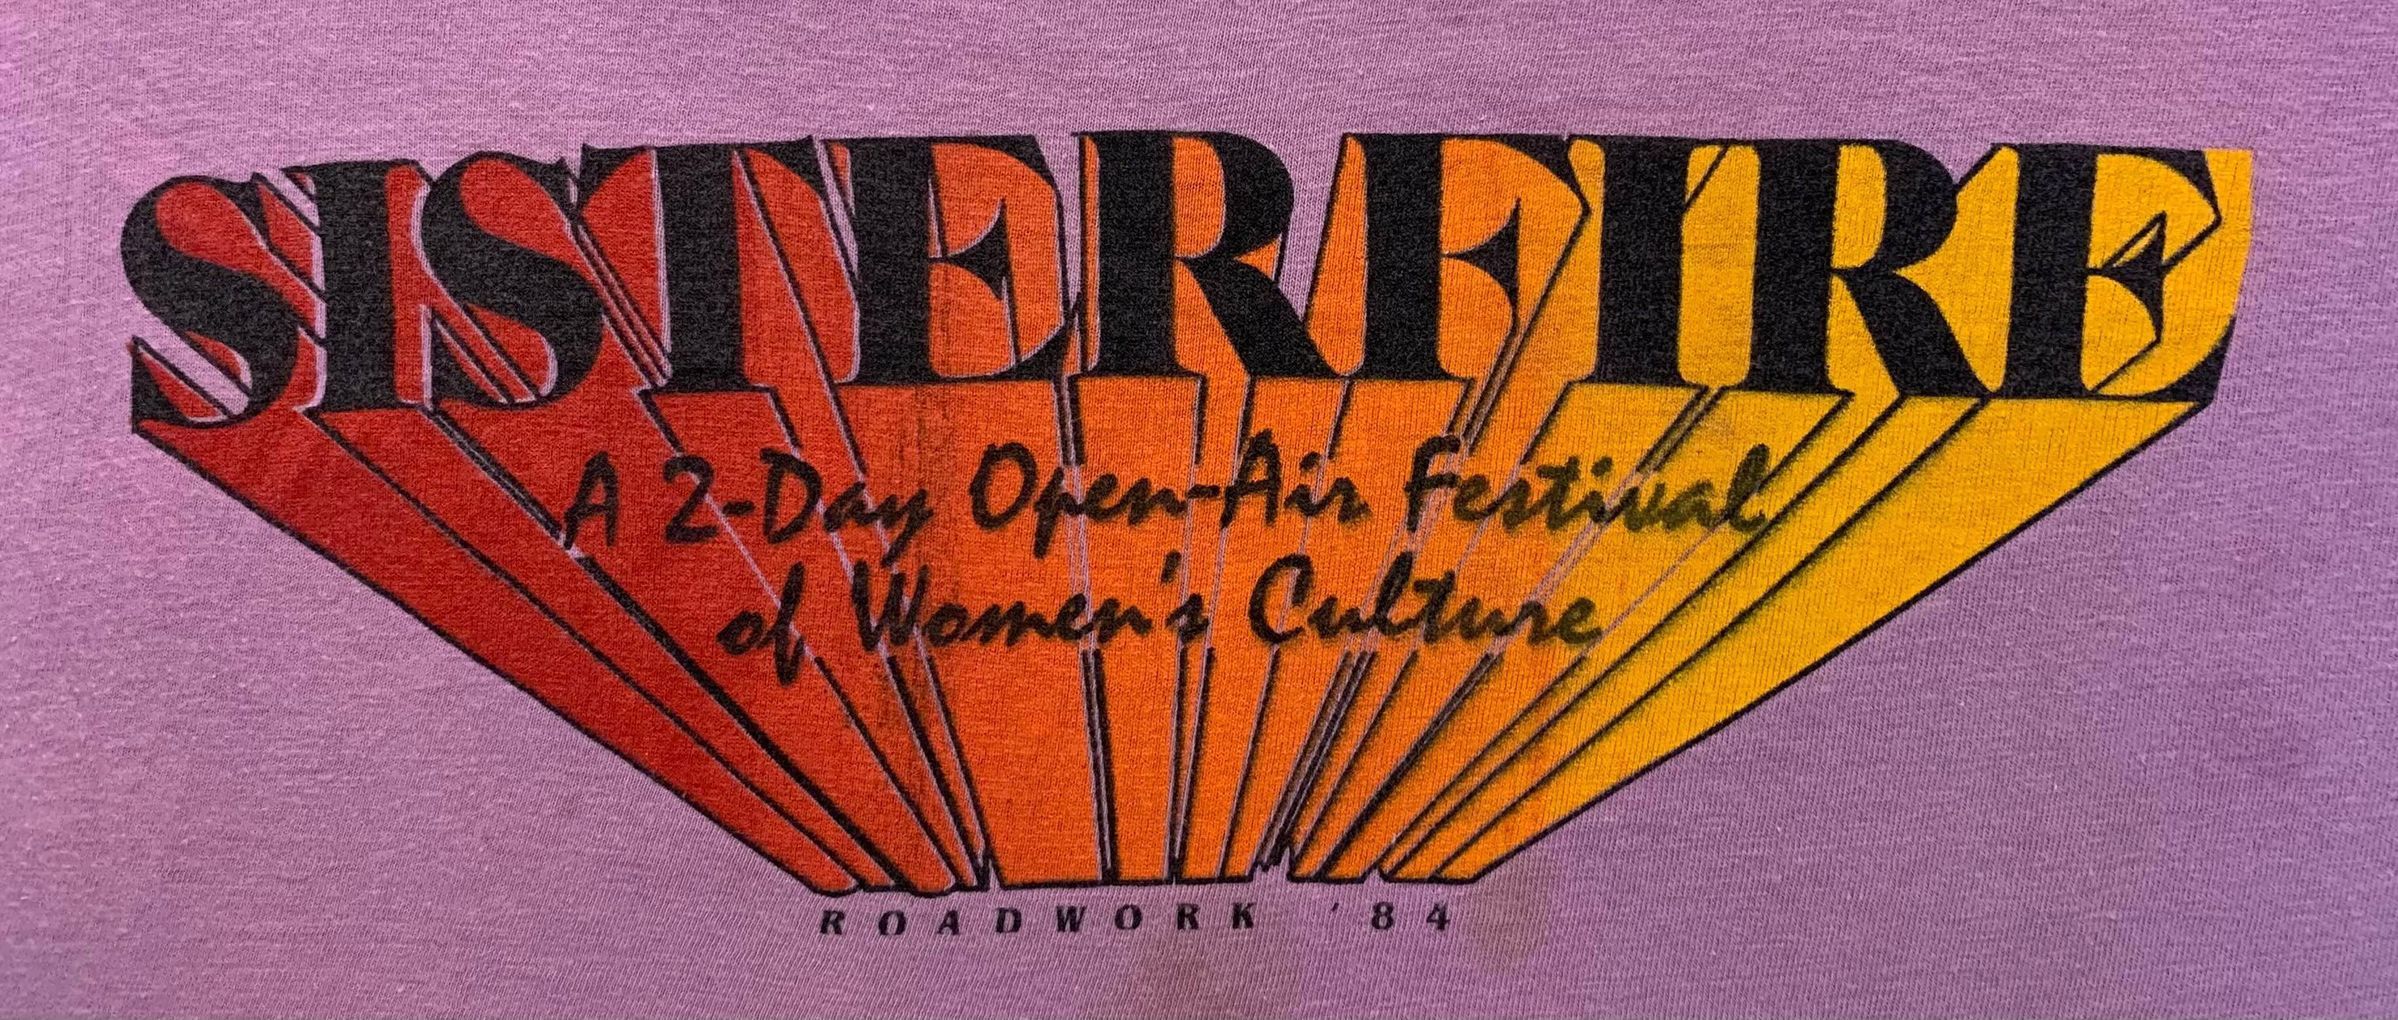 SISTERFIRE
A 2-Day Open-Air Festival
of Women's Culture
ROADWORK '84